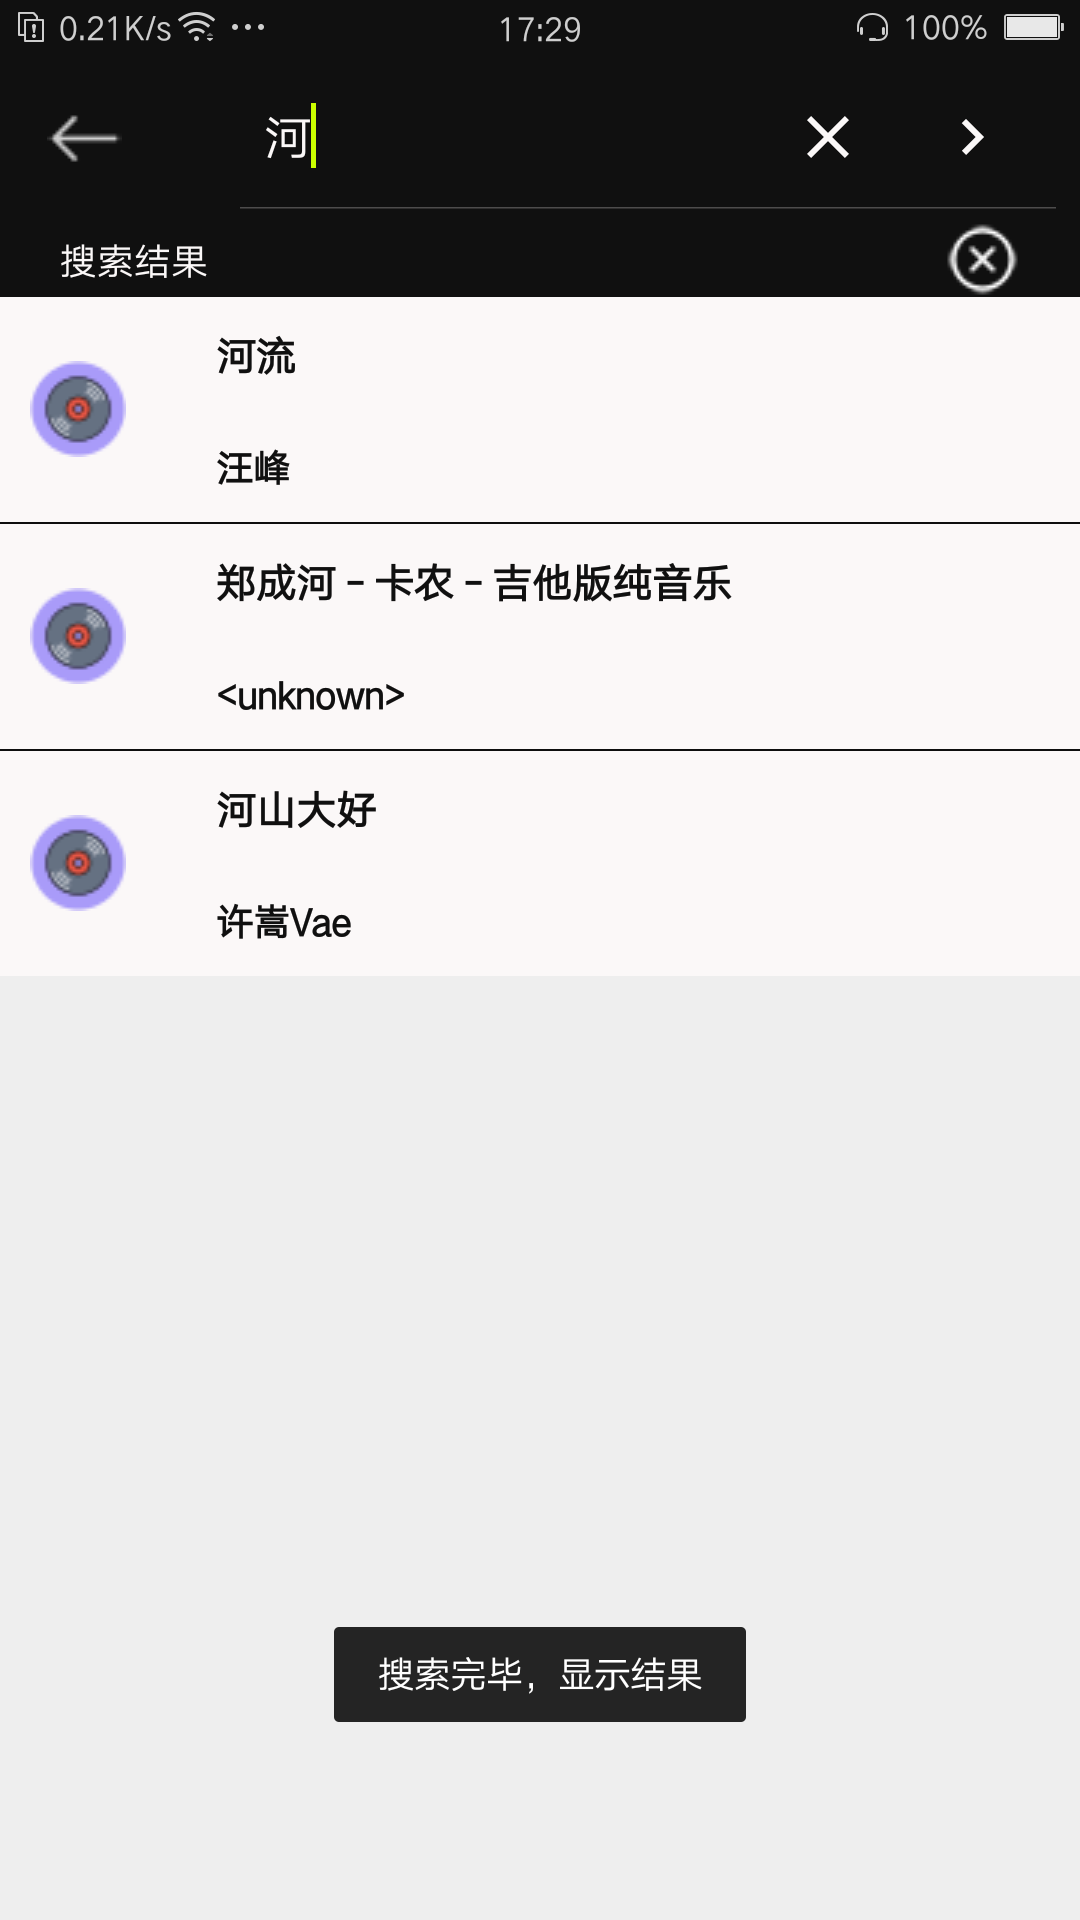 0.21K/s ... 17:29 100%
河
搜索结果
河流
汪峰
郑成河 - 卡农 - 吉他版纯音乐
<unknown>
河山大好
许嵩Vae
搜索完毕，显示结果